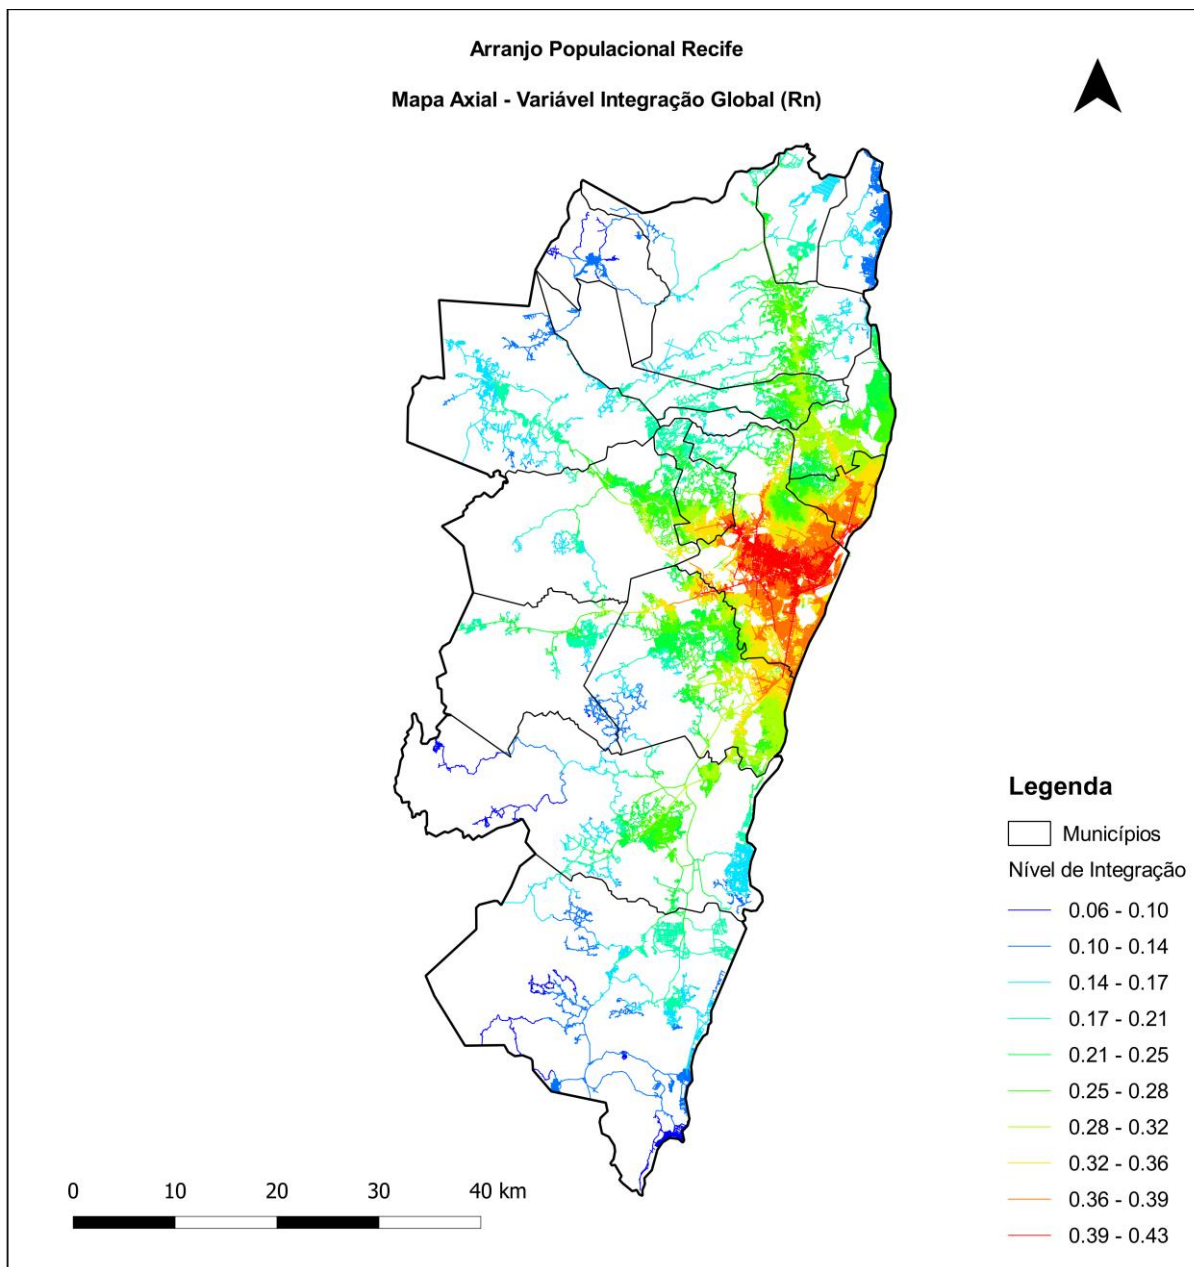 Arranjo Populacional Recife
Mapa Axial - Variável Integração Global (Rn)
Legenda
Municípios
Nível de Integração
0.06 - 0.10
0.10 - 0.14
0.14 - 0.17
0.17 - 0.21
0.21 - 0.25
0.25 - 0.28
0.28 - 0.32
0.32 - 0.36
0.36 - 0.39
0.39 - 0.43
0 10 20 30 40 km